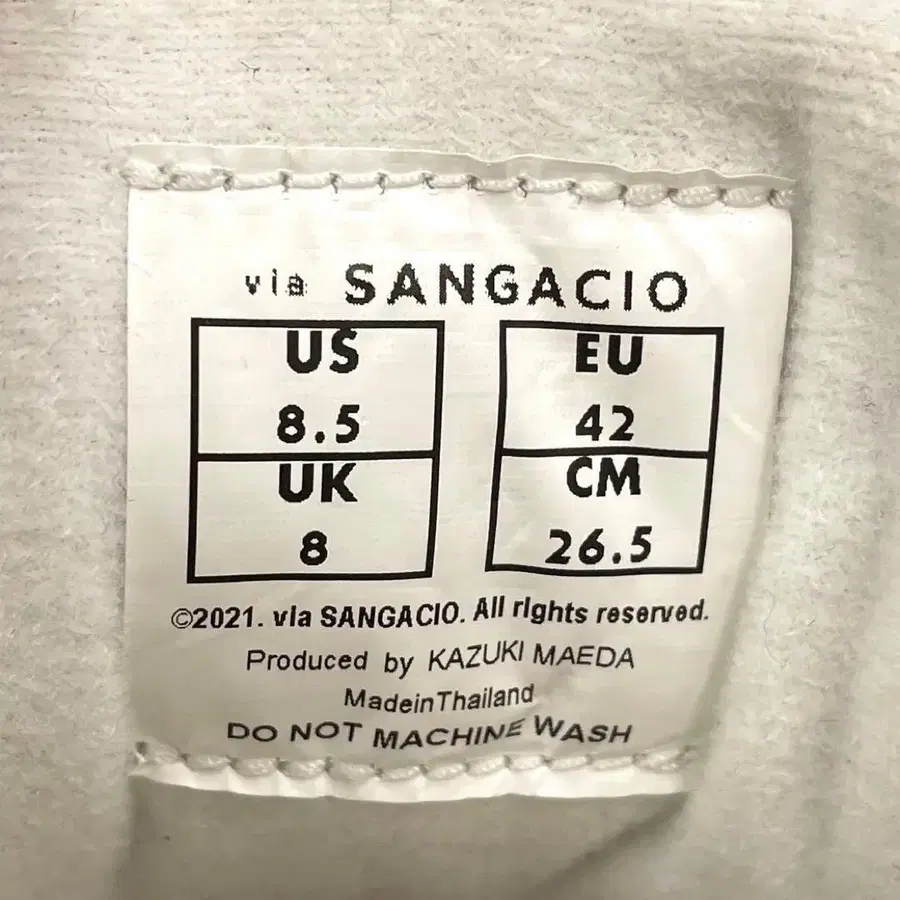 via SANGACIO
US EU
8.5 42
UK CM
8 26.5
©2021. via SANGACIO. All rights reserved.
Produced by KAZUKI MAEDA
MadeinThailand
DO NOT MACHINE WASH